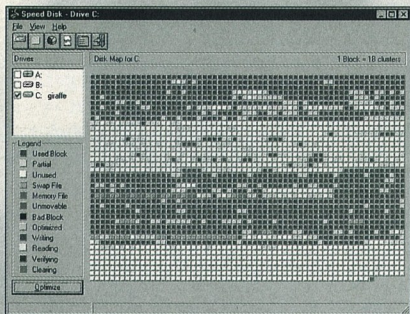 Speed Disk - Drive C:
File View Help
Drives
Disk Map for C:
1 Block = 18 clusters
A:
B:
C: giraffe
Legend
Used Block
Partial
Unused
Swap File
Memory File
Unmovable
Bad Block
Optimized
Writing
Reading
Verifying
Clearing
Optimize